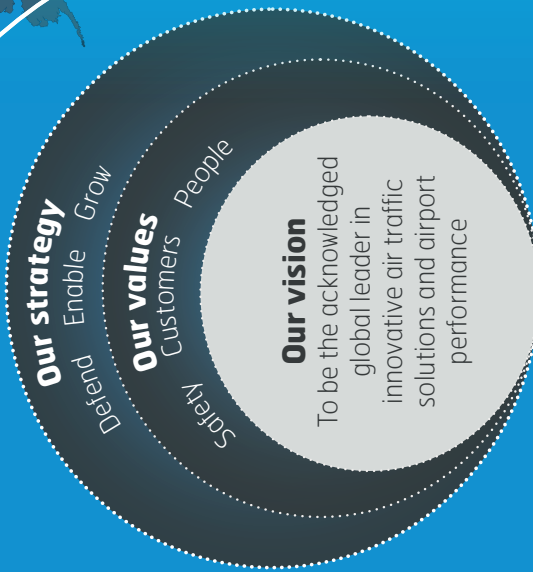 Our strategy
Defend Enable Grow
Our values
Safety Customers People
Our vision
To be the acknowledged
global leader in
innovative air traffic
solutions and airport
performance